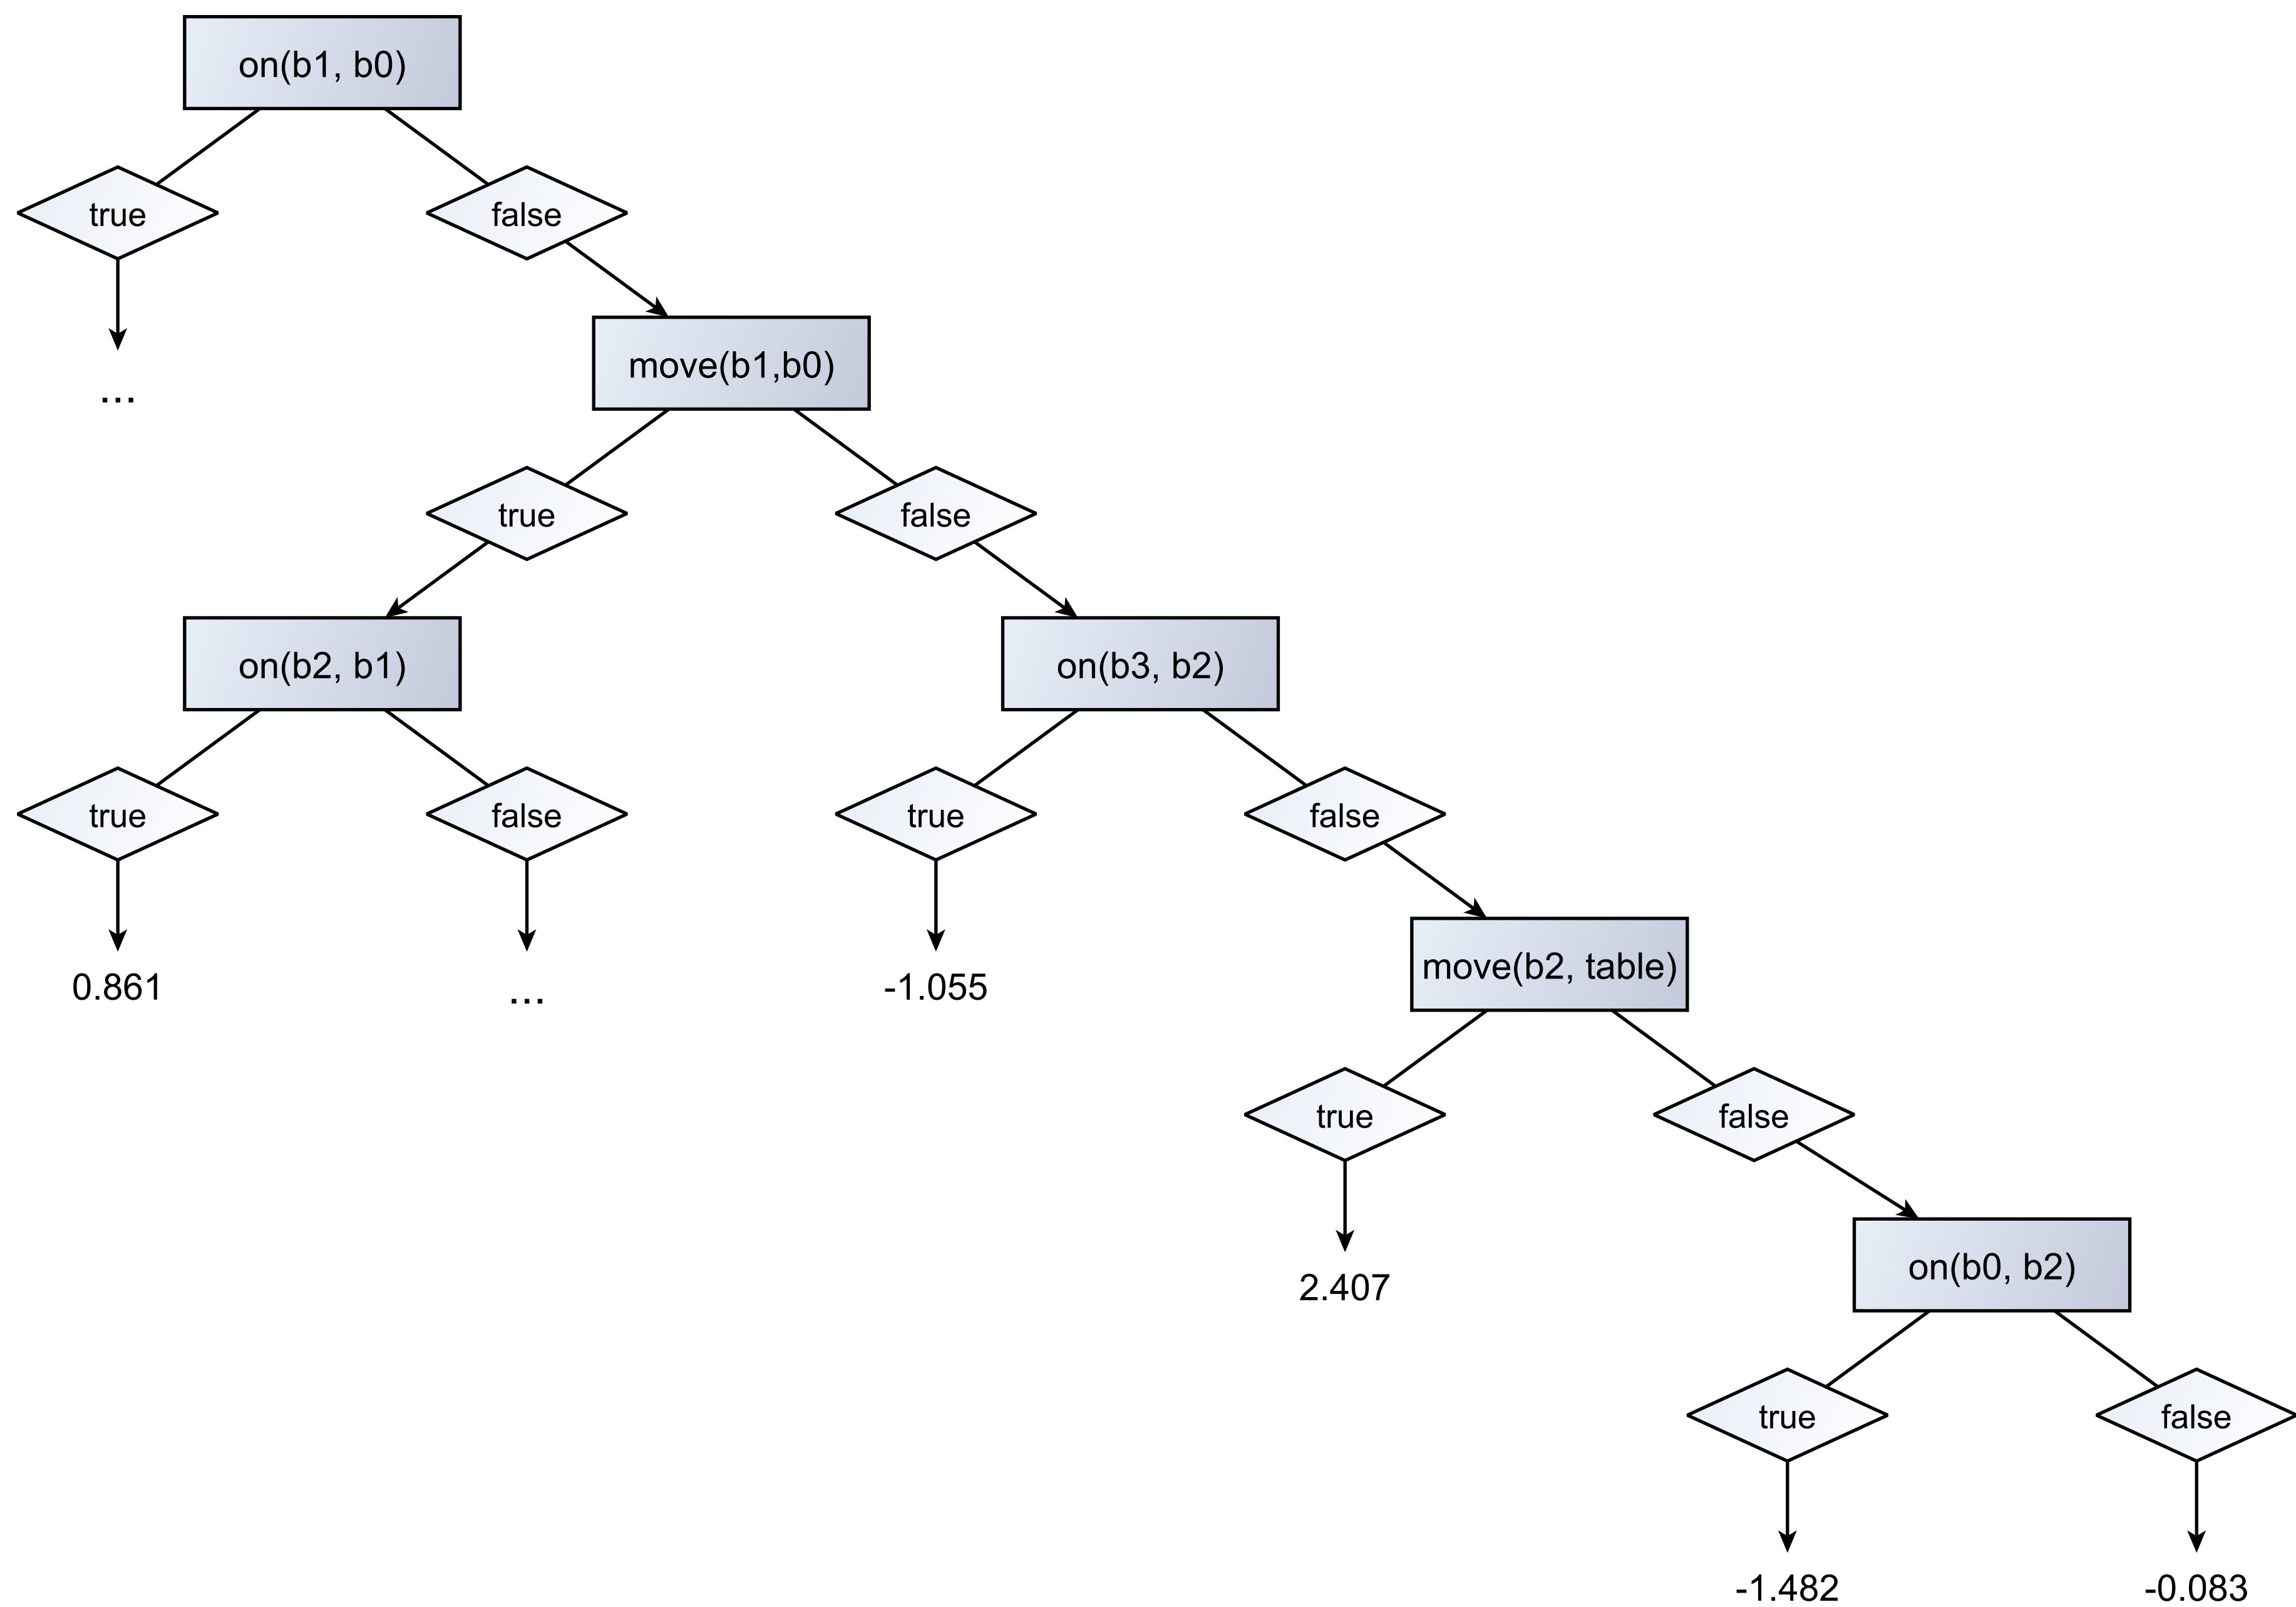 on(b1, b0)
true
false
...
move(b1,b0)
true
false
on(b2, b1)
on(b3, b2)
true
false
true
false
0.861
...
-1.055
move(b2, table)
true
false
2.407
on(b0, b2)
true
false
-1.482
-0.083